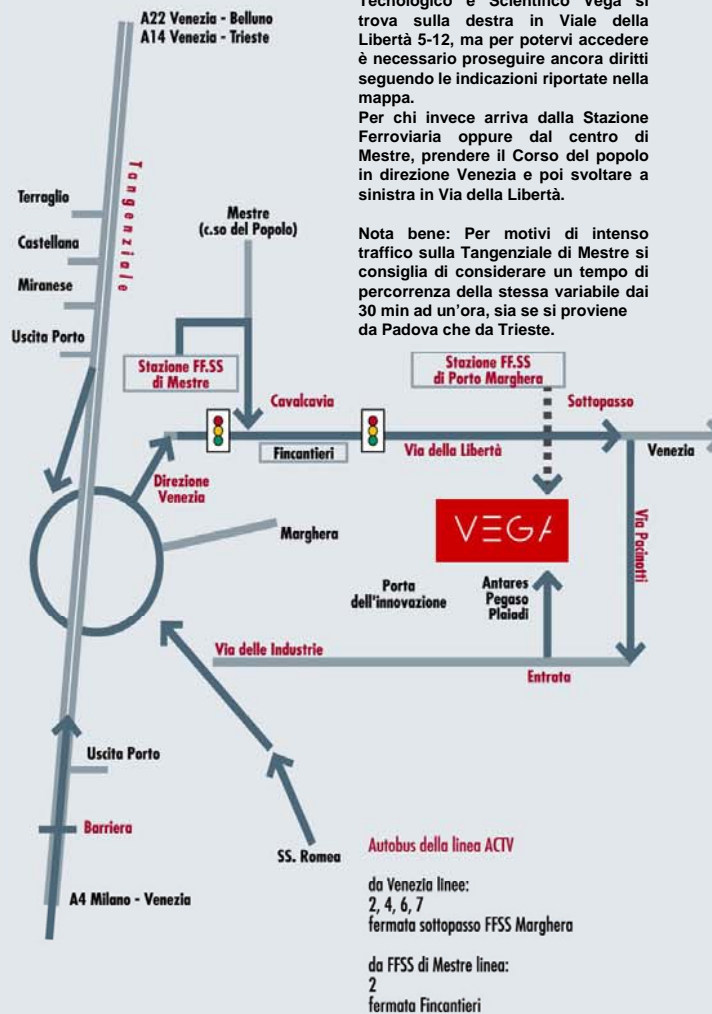 Tecnologico e Scientifico Vega si
trova sulla destra in Viale della
Libertà 5-12, ma per potervi accedere
è necessario proseguire ancora diritti
seguendo le indicazioni riportate nella
mappa.
Per chi invece arriva dalla Stazione
Ferroviaria oppure dal centro di
Mestre, prendere il Corso del popolo
in direzione Venezia e poi svoltare a
sinistra in Via della Libertà.
Nota bene: Per motivi di intenso
traffico sulla Tangenziale di Mestre si
consiglia di considerare un tempo di
percorrenza della stessa variabile dai
30 min ad un'ora, sia se si proviene
da Padova che da Trieste.
A22 Venezia - Belluno
A14 Venezia - Trieste
Tangenziale
Terraglio
Castellana
Miranese
Uscita Porto
Mestre
(c.so del Popolo)
Stazione FF.SS
di Mestre
Stazione FF.SS
di Porto Marghera
Cavalcavia
Sottopasso
Fincantieri
Via della Libertà
Venezia
Direzione
Venezia
Marghera
VEGA
Via Pacinotti
Porta
dell'innovazione
Antares
Pegaso
Plaiadi
Via delle Industrie
Entrata
Uscita Porto
Barriera
SS. Romea
A4 Milano - Venezia
Autobus della linea ACTV
da Venezia linee:
2, 4, 6, 7
fermata sottopasso FFSS Marghera
da FFSS di Mestre linea:
2
fermata Fincantieri